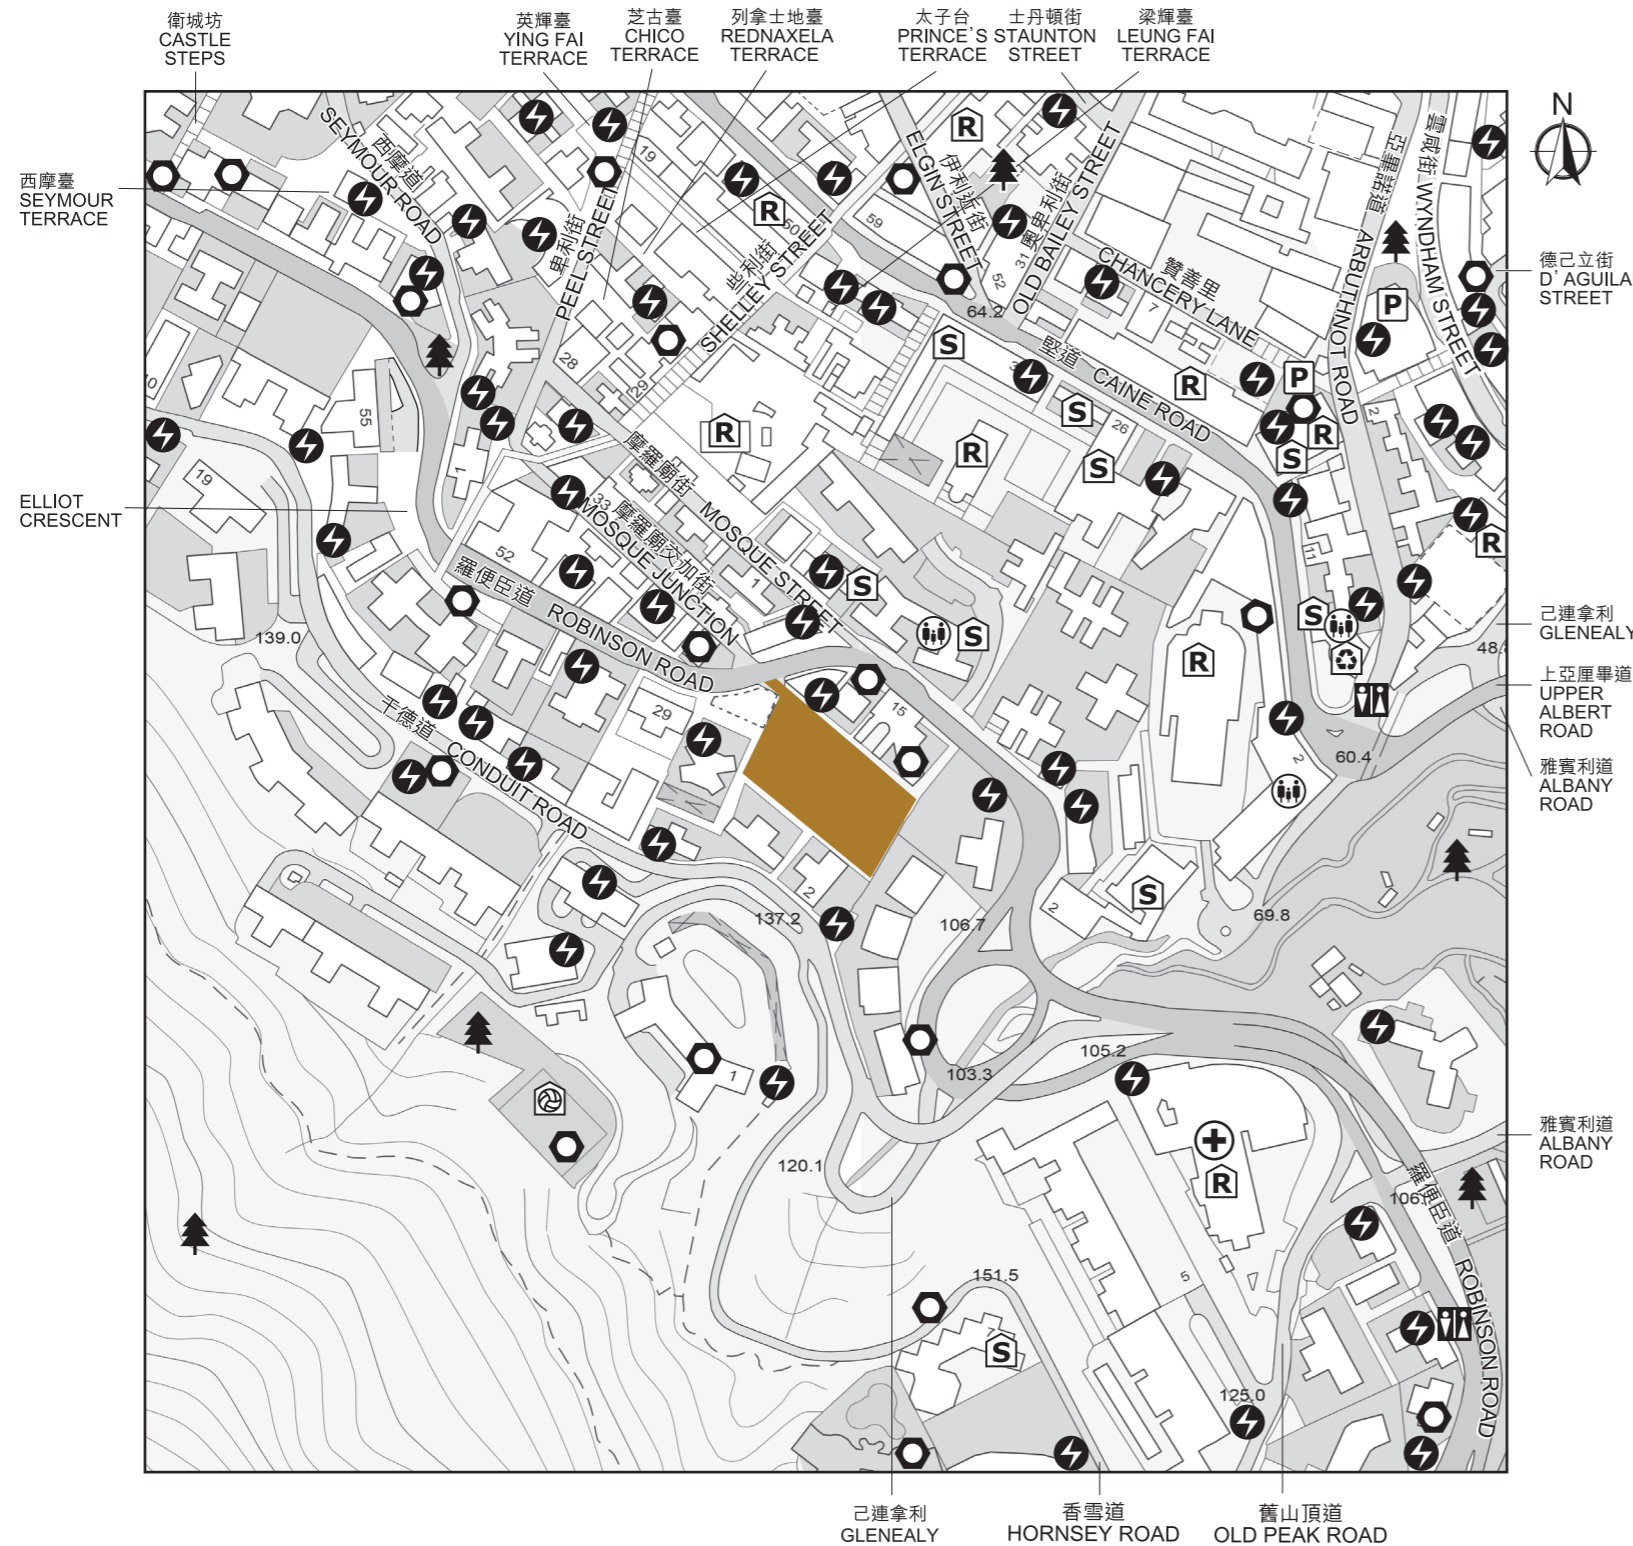 衛城坊
CASTLE
STEPS
英輝臺
YING FAI
TERRACE
芝古臺
CHICO
TERRACE
列拿士地臺
REDNAXELA
TERRACE
太子台
PRINCE'S
TERRACE
士丹頓街
STAUNTON
STREET
梁輝臺
LEUNG FAI
TERRACE
N
西摩臺
SEYMOUR
TERRACE
ELLIOT
CRESCENT
德己立街
D'AGUILA
STREET
己連拿利
GLENEALY
上亞厘畢道
UPPER
ALBERT
ROAD
雅賓利道
ALBANY
ROAD
雅賓利道
ALBANY
ROAD
西摩道
SEYMOUR ROAD
卑利街
PEEL STREET
些利街
SHELLEY STREET
伊利近街
ELGIN STREET
奧卑利街
OLD BAILEY STREET
贊善里
CHANCERY LANE
亞畢諾道
ARBUTHNOT ROAD
雲咸街 WYNDHAM STREET
堅道 CAINE ROAD
摩羅廟街 MOSQUE STREET
摩羅廟交加街
MOSQUE JUNCTION
羅便臣道 ROBINSON ROAD
干德道 CONDUIT ROAD
羅便臣道 ROBINSON ROAD
19
R
R
50
59
31
52
64.2
7
P
P
S
28
29
R
R
R
S
26
S
R
S
2
55
19
1
33
52
1
S
S
11
S
R
R
48.
139.0
29
15
2
60.4
2
137.2
106.7
2
S
69.8
1
103.3
105.2
120.1
R
106.
151.5
S
5
125.0
己連拿利
GLENEALY
香雪道
HORNSEY ROAD
舊山頂道
OLD PEAK ROAD